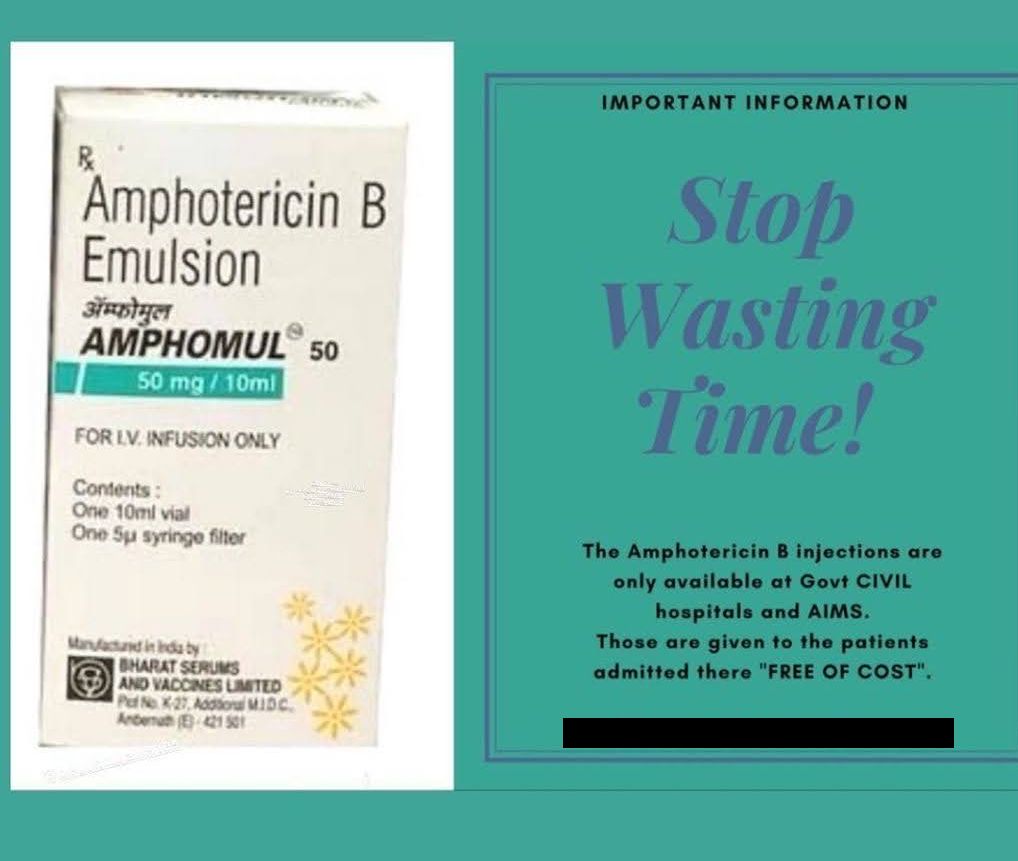 Rx
Amphotericin B
Emulsion
ॲम्फोमुल
AMPHOMUL 50
50 mg / 10ml
FOR I.V. INFUSION ONLY
Contents :
One 10ml vial
One 5µ syringe filter
Manufactured in India by :
BHARAT SERUMS
AND VACCINES LIMITED
Plot No. K-27, Additional M.I.D.C.,
Ambernath (E) - 421 501
IMPORTANT INFORMATION
Stop
Wasting
Time!
The Amphotericin B injections are
only available at Govt CIVIL
hospitals and AIMS.
Those are given to the patients
admitted there "FREE OF COST".